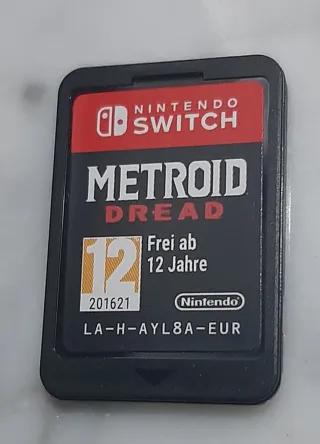 NINTENDO
SWITCH
METROID
DREAD
12
201621
Frei ab
12 Jahre
Nintendo
LA-H-AYL8A-EUR